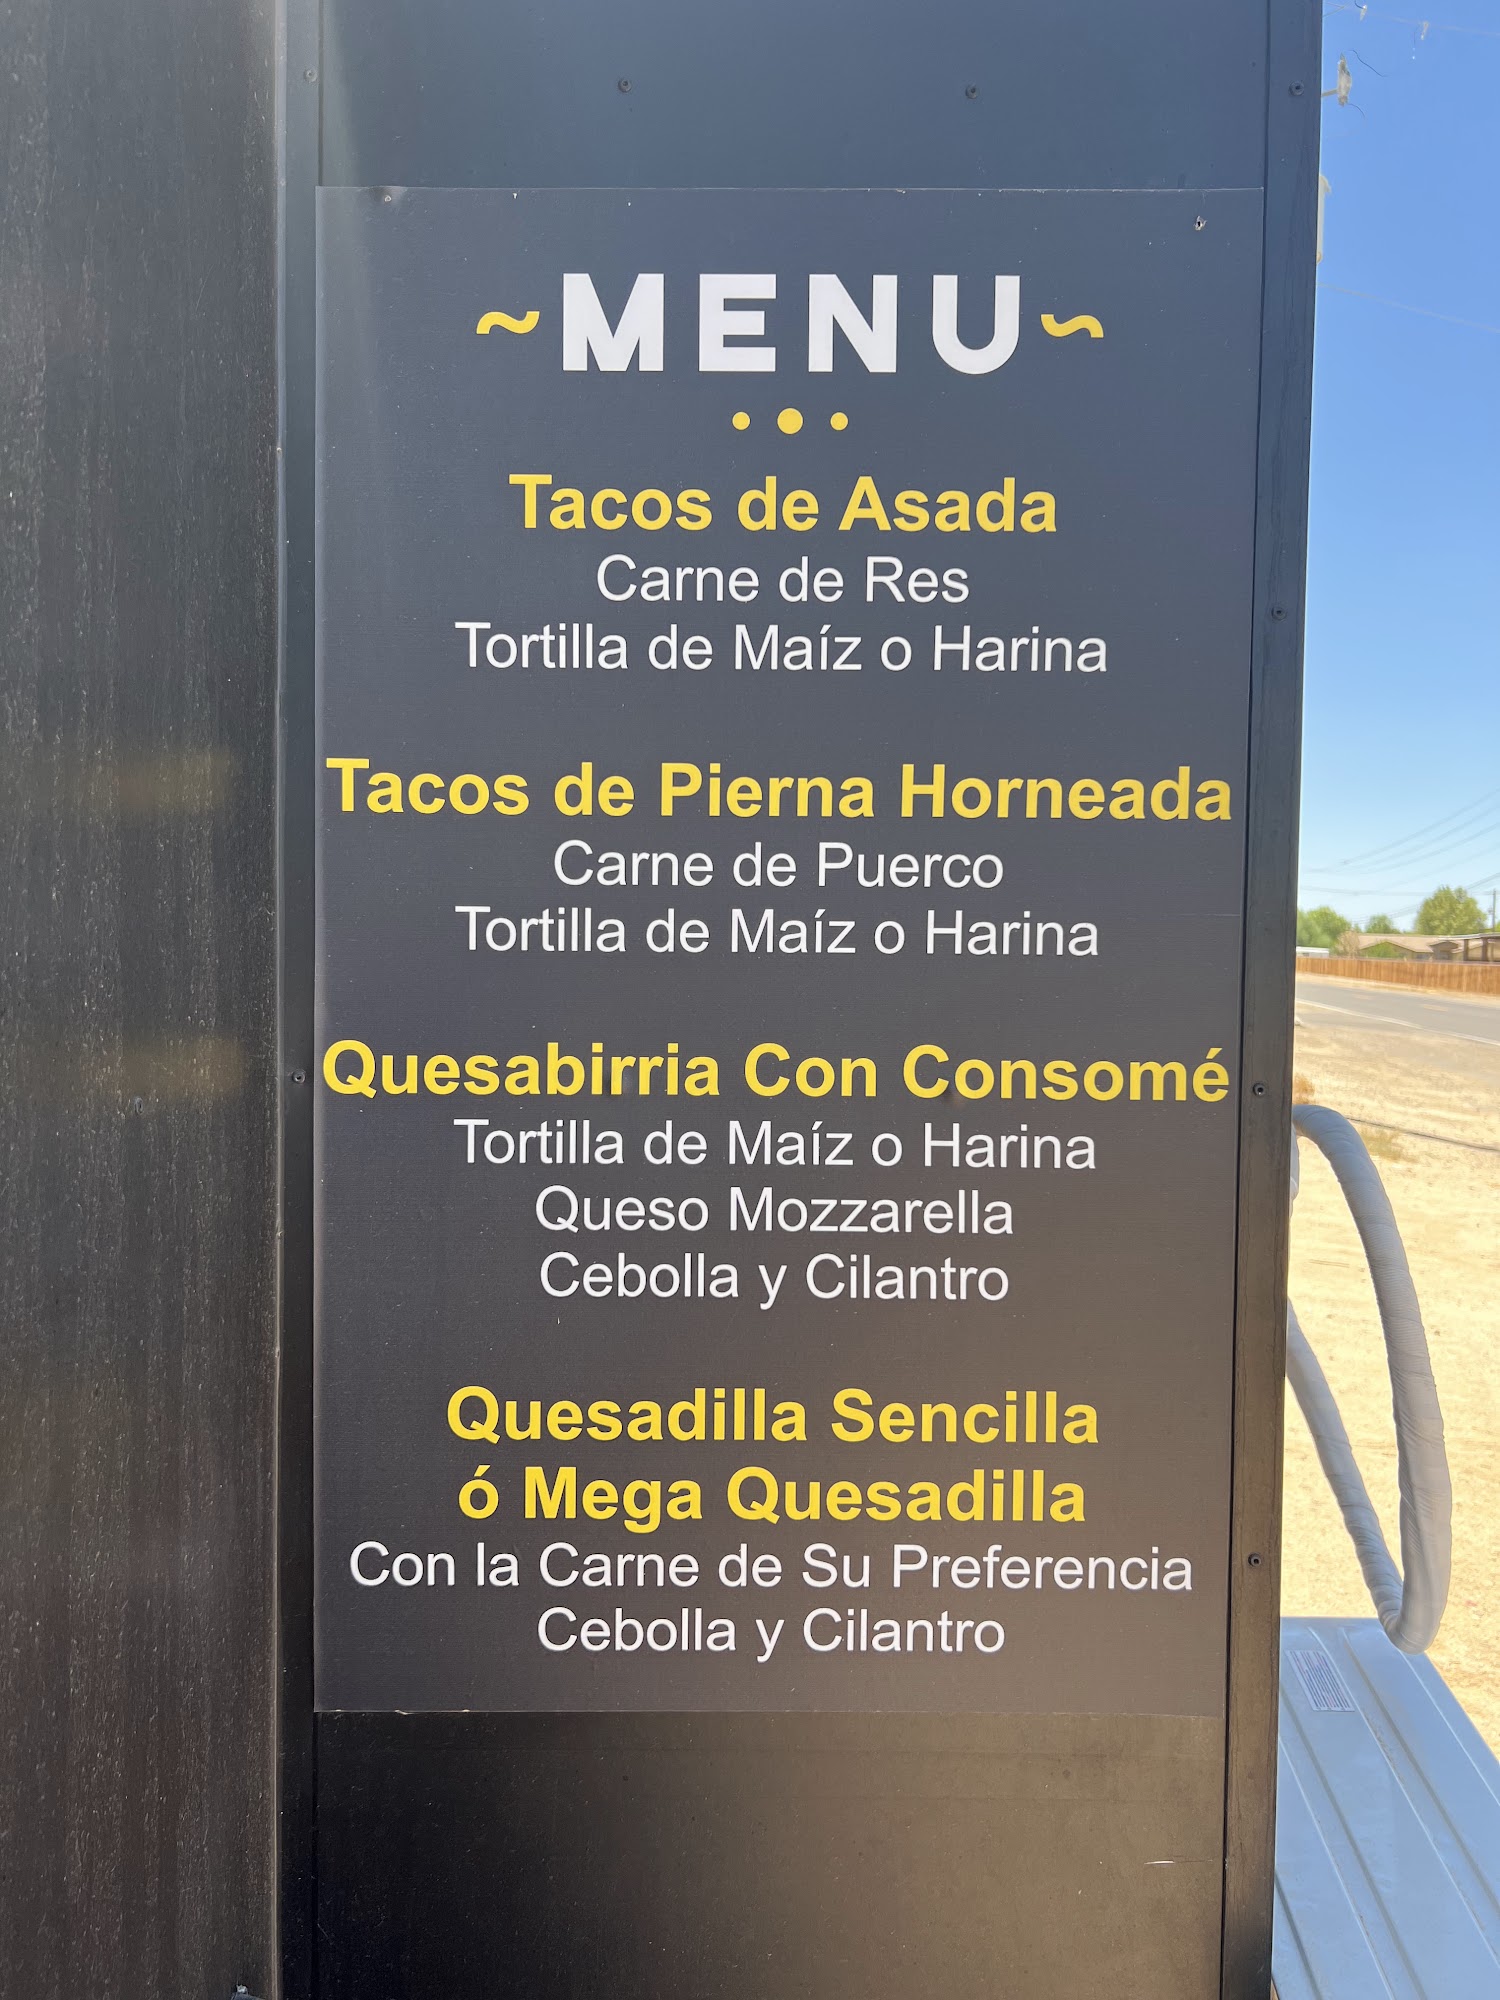 ~MENU~
Tacos de Asada
Carne de Res
Tortilla de Maíz o Harina
Tacos de Pierna Horneada
Carne de Puerco
Tortilla de Maíz o Harina
Quesabirria Con Consomé
Tortilla de Maíz o Harina
Queso Mozzarella
Cebolla y Cilantro
Quesadilla Sencilla
ó Mega Quesadilla
Con la Carne de Su Preferencia
Cebolla y Cilantro